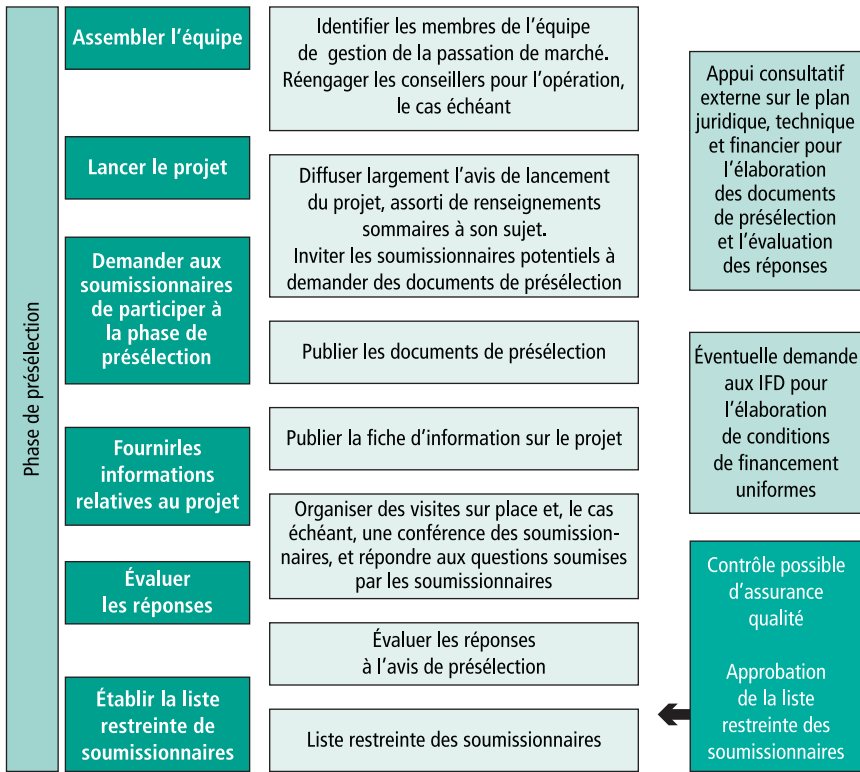 Phase de présélection
Assembler l’équipe
Lancer le projet
Demander aux
soumissionnaires
de participer à
la phase de
présélection
Fournirles
informations
relatives au projet
Évaluer
les réponses
Établir la liste
restreinte de
soumissionnaires
Identifier les membres de l’équipe
de gestion de la passation de marché.
Réengager les conseillers pour l’opération,
le cas échéant
Diffuser largement l’avis de lancement
du projet, assorti de renseignements
sommaires à son sujet.
Inviter les soumissionnaires potentiels à
demander des documents de présélection
Publier les documents de présélection
Publier la fiche d’information sur le projet
Organiser des visites sur place et, le cas
échéant, une conférence des soumission-
naires, et répondre aux questions soumises
par les soumissionnaires
Évaluer les réponses
à l’avis de présélection
Liste restreinte des soumissionnaires
Appui consultatif
externe sur le plan
juridique, technique
et financier pour
l’élaboration
des documents
de présélection
et l’évaluation
des réponses
Éventuelle demande
aux IFD pour
l’élaboration
de conditions
de financement
uniformes
Contrôle possible
d’assurance
qualité
Approbation
de la liste
restreinte des
soumissionnaires